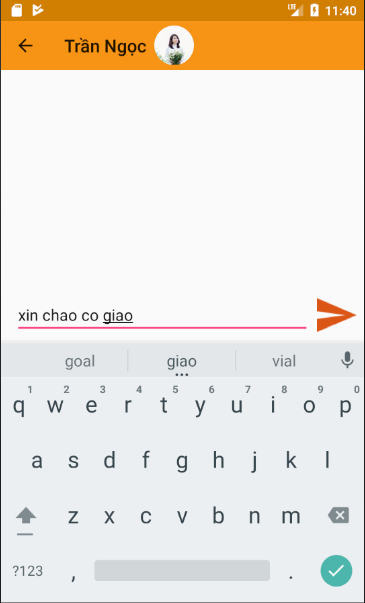 LTE 11:40
Trần Ngọc
xin chao co giao
goal giao vial
1 2 3 4 5 6 7 8 9 0
q w e r t y u i o p
a s d f g h j k l
z x c v b n m
?123 , .